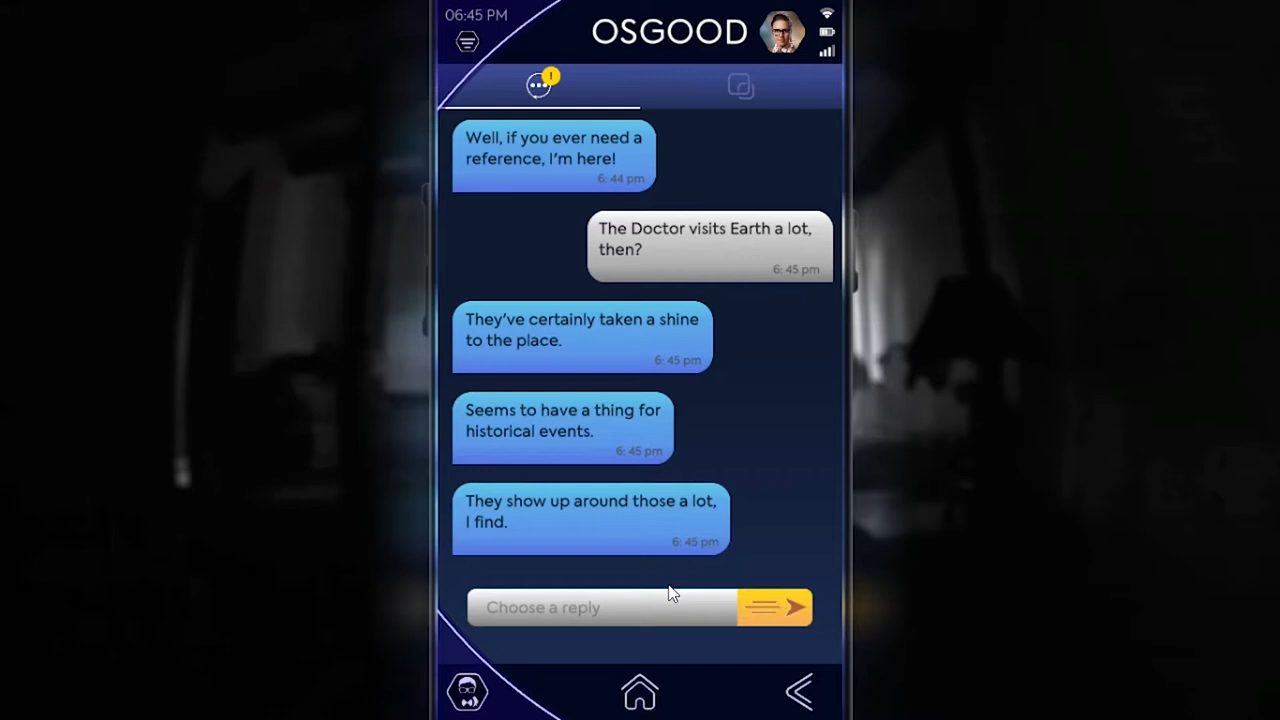 06:45 PM
OSGOOD
!
Well, if you ever need a
reference, I'm here!
6: 44 pm
The Doctor visits Earth a lot,
then?
6: 45 pm
They've certainly taken a shine
to the place.
6: 45 pm
Seems to have a thing for
historical events.
6: 45 pm
They show up around those a lot,
I find.
6: 45 pm
Choose a reply